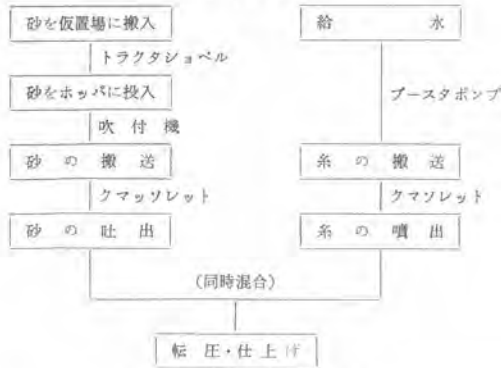 砂を仮置場に搬入
給水
トラクタショベル
砂をホッパに投入
ブースタポンプ
吹付機
砂の搬送
糸の搬送
クマッソレット
クマソレット
砂の吐出
糸の噴出
(同時混合)
転圧・仕上げ